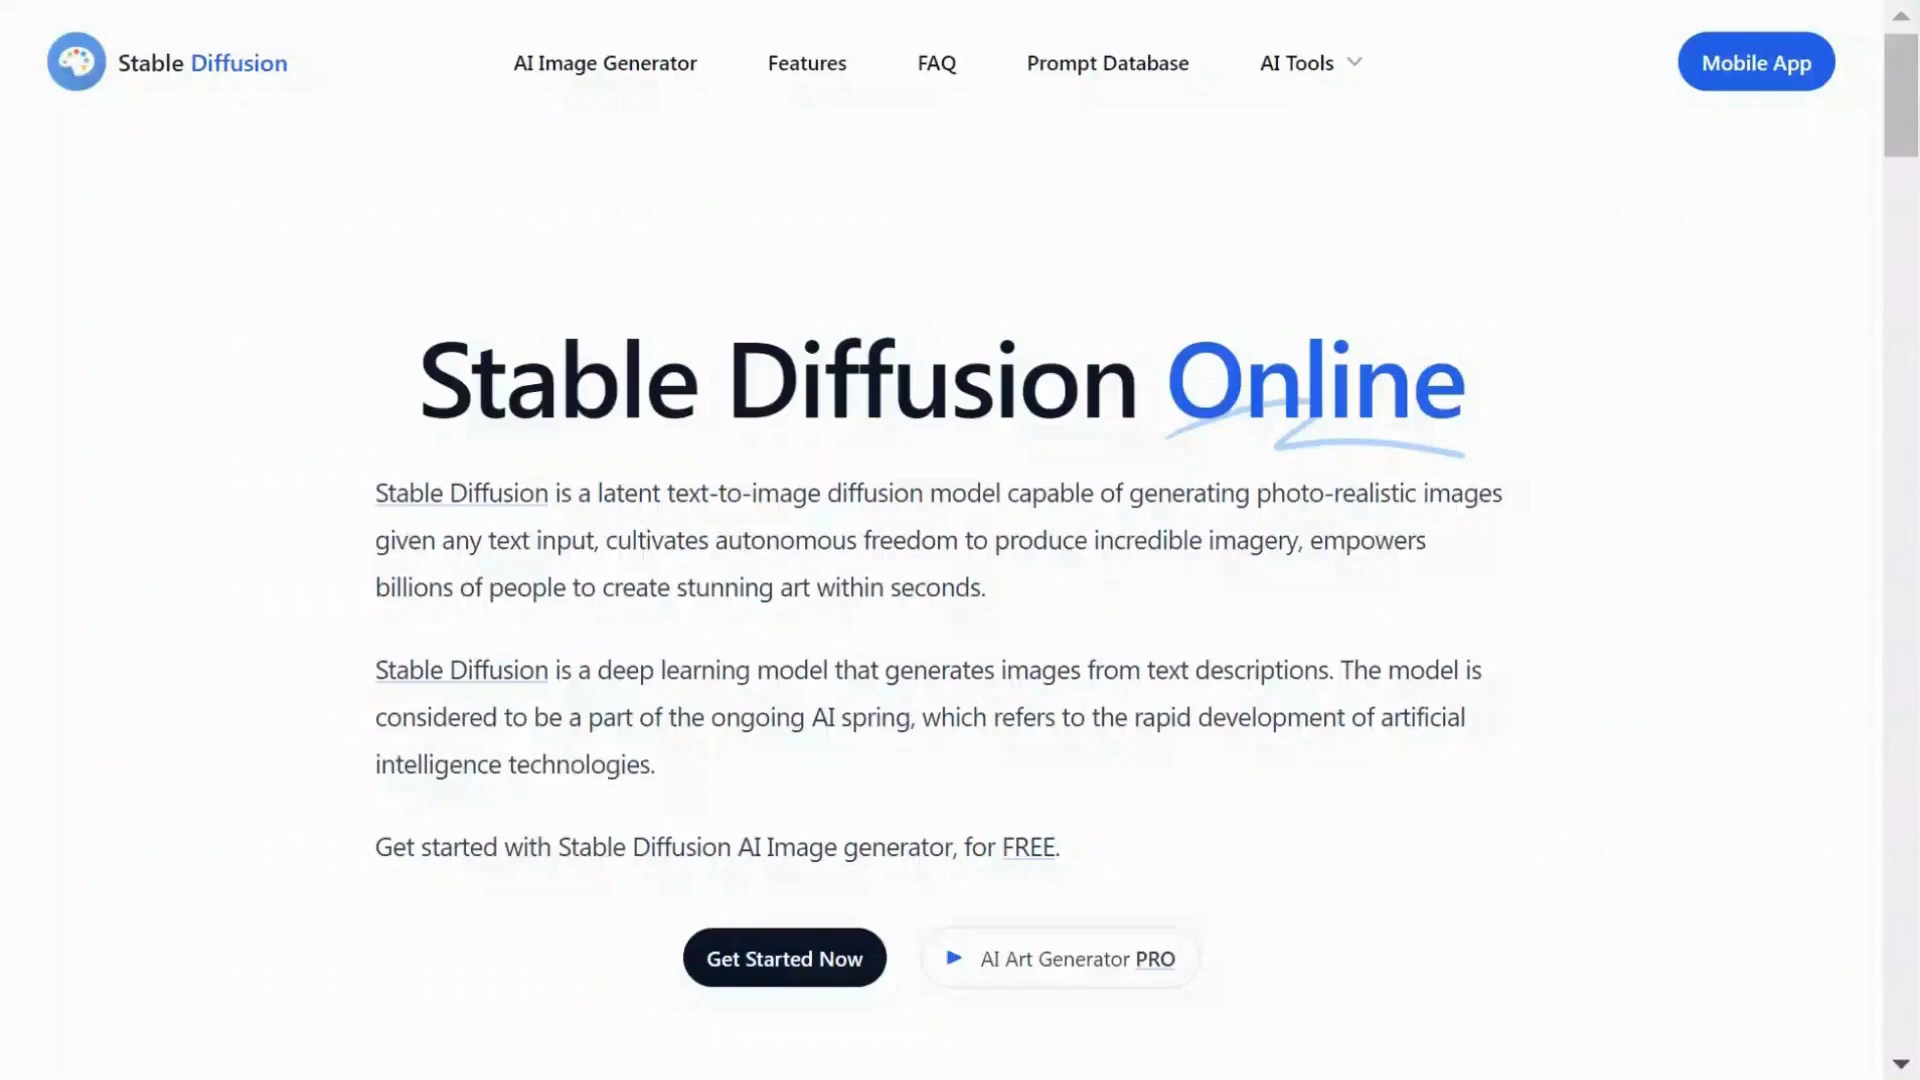 Stable Diffusion
AI Image Generator
Features
FAQ
Prompt Database
AI Tools
Mobile App
Stable Diffusion Online
Stable Diffusion is a latent text-to-image diffusion model capable of generating photo-realistic images
given any text input, cultivates autonomous freedom to produce incredible imagery, empowers
billions of people to create stunning art within seconds.
Stable Diffusion is a deep learning model that generates images from text descriptions. The model is
considered to be a part of the ongoing AI spring, which refers to the rapid development of artificial
intelligence technologies.
Get started with Stable Diffusion AI Image generator, for FREE.
Get Started Now
AI Art Generator PRO